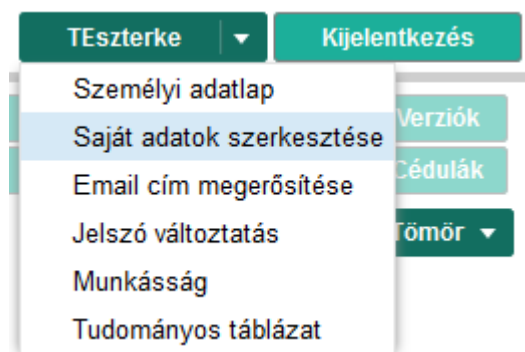 TEszterke Kijelentkezés
Személyi adatlap
Verziók
Saját adatok szerkesztése
Cédulák
Email cím megerősítése
Jelszó változtatás
Tömör
Munkásság
Tudományos táblázat